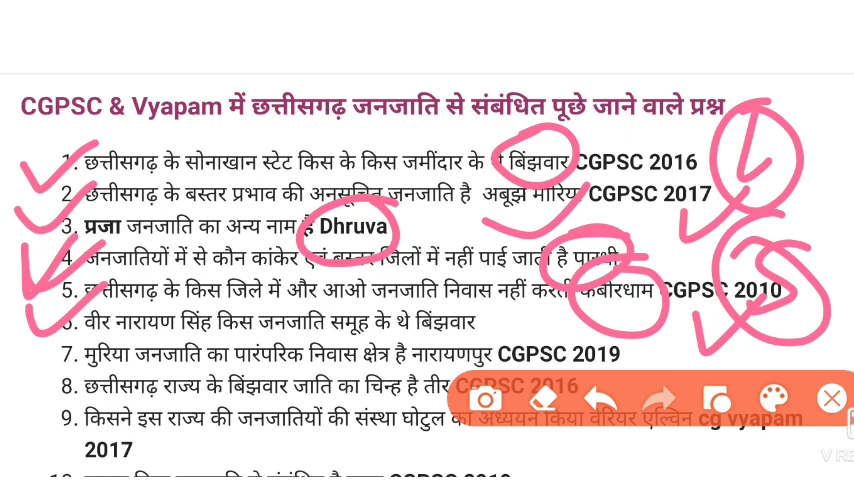 CGPSC & Vyapam में छत्तीसगढ़ जनजाति से संबंधित पूछे जाने वाले प्रश्न
1. छत्तीसगढ़ के सोनाखान स्टेट किस के किस जमींदार के थे बिंझवार CGPSC 2016
2. छत्तीसगढ़ के बस्तर प्रभाव की अनुसूचित जनजाति है अबूझ मारिया CGPSC 2017
3. प्रजा जनजाति का अन्य नाम है Dhruva
4. जनजातियों में से कौन कांकेर एवं बस्तर जिलों में नहीं पाई जाती है पारधी
5. छत्तीसगढ़ के किस जिले में और आओ जनजाति निवास नहीं करती कबीरधाम CGPSC 2010
6. वीर नारायण सिंह किस जनजाति समूह के थे बिंझवार
7. मुरिया जनजाति का पारंपरिक निवास क्षेत्र है नारायणपुर CGPSC 2019
8. छत्तीसगढ़ राज्य के बिंझवार जाति का चिन्ह है तीर CGPSC 2016
9. किसने इस राज्य की जनजातियों की संस्था घोटुल का अध्ययन किया वेरियर एल्विन cg vyapam
2017